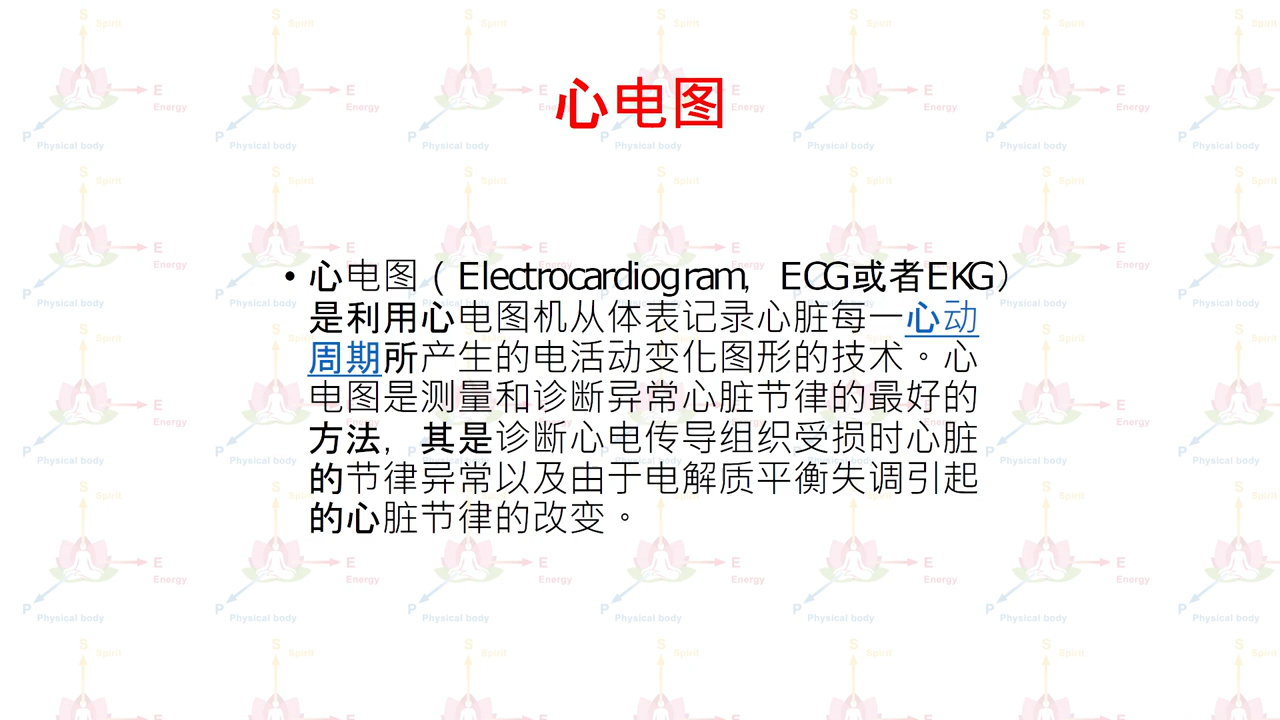 心电图
• 心电图（Electrocardiogram，ECG或者EKG）
是利用心电图机从体表记录心脏每一心动
周期所产生的电活动变化图形的技术。心
电图是测量和诊断异常心脏节律的最好的
方法，其是诊断心电传导组织受损时心脏
的节律异常以及由于电解质平衡失调引起
的心脏节律的改变。
S
Spirit
E
Energy
P
Physical body